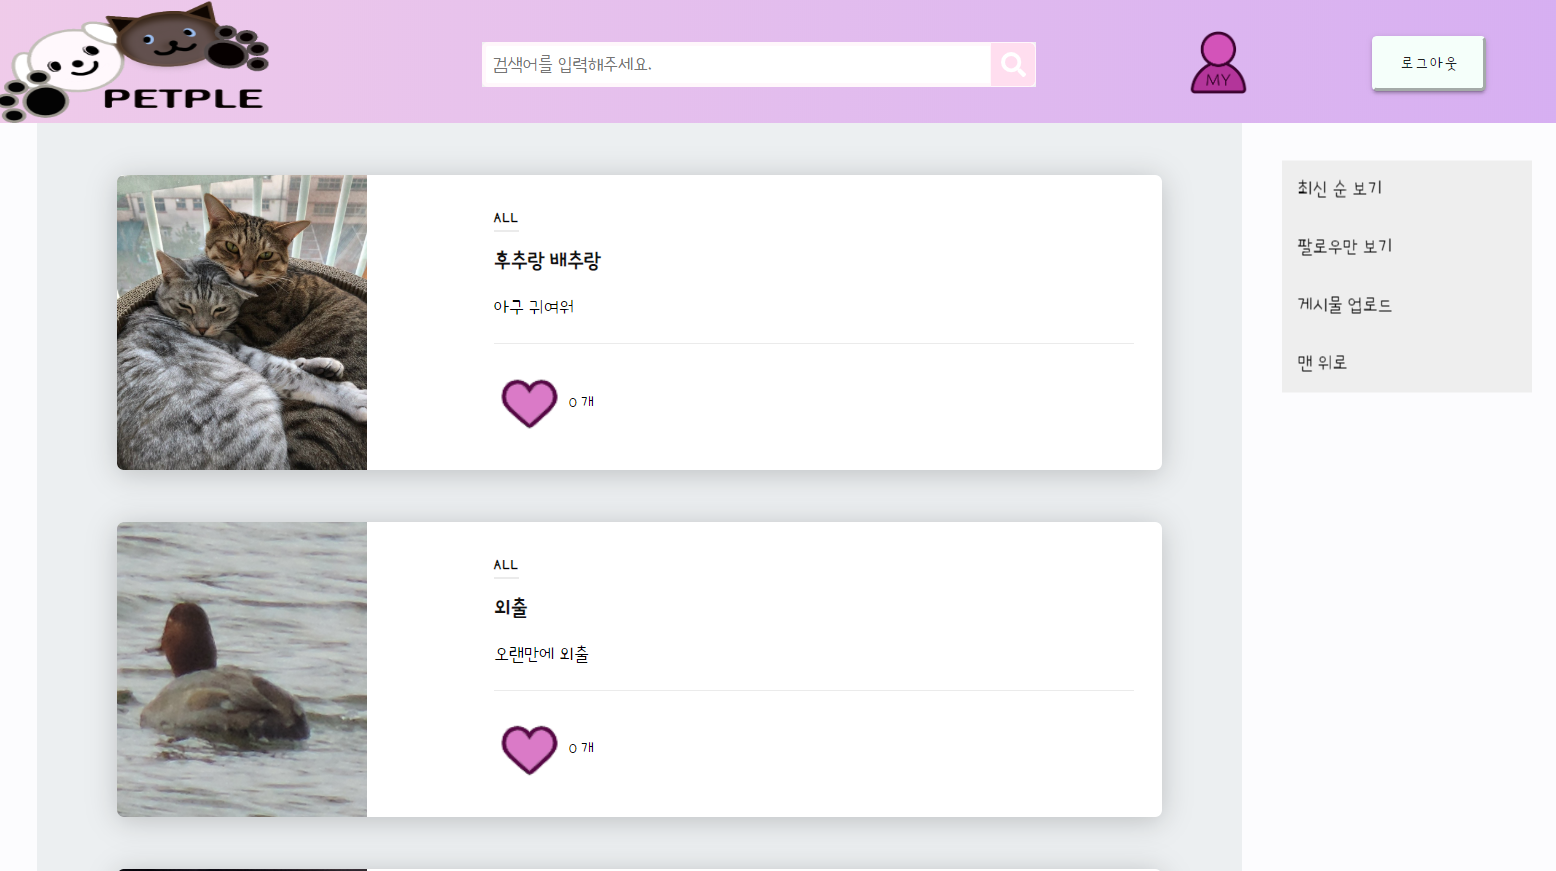 PETPLE
검색어를 입력해주세요.
MY
로그아웃
ALL
후추랑 배추랑
아구 귀여워
0 개
ALL
외출
오랜만에 외출
0 개
최신 순 보기
팔로우만 보기
게시물 업로드
맨 위로